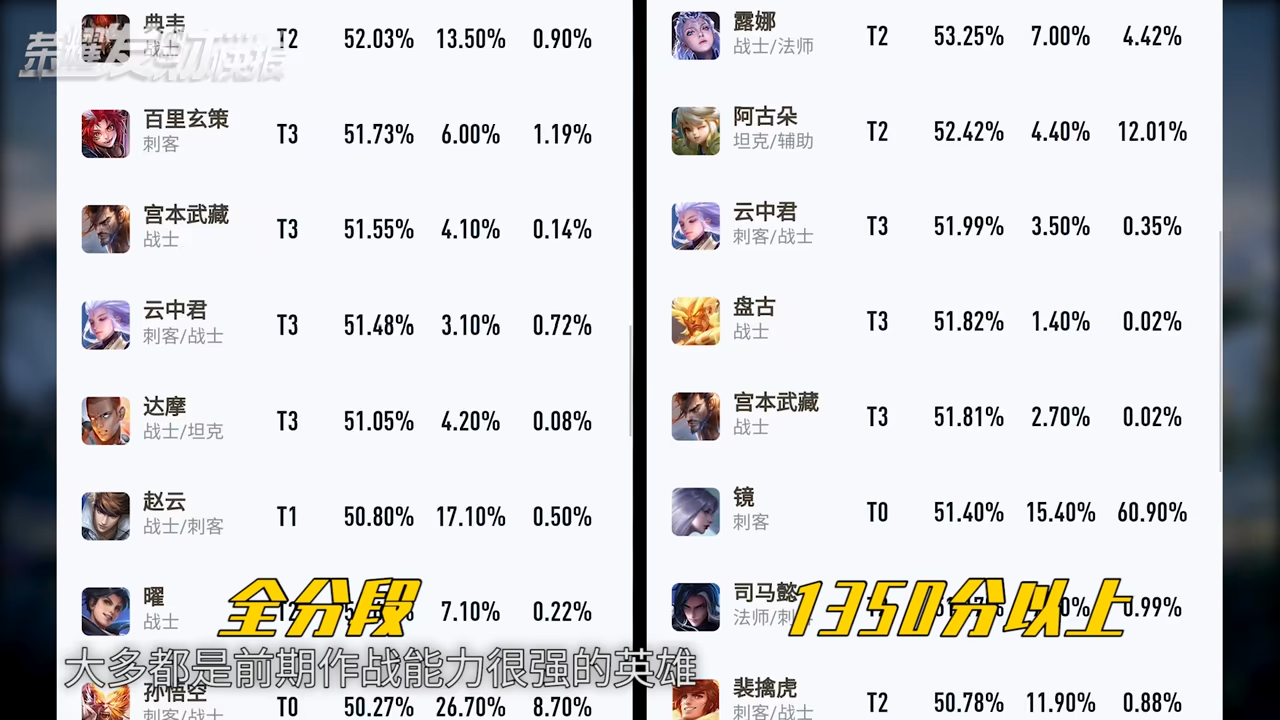 典韦
战士
T2 52.03% 13.50% 0.90%
百里玄策
刺客
T3 51.73% 6.00% 1.19%
宫本武藏
战士
T3 51.55% 4.10% 0.14%
云中君
刺客/战士
T3 51.48% 3.10% 0.72%
达摩
战士/坦克
T3 51.05% 4.20% 0.08%
赵云
战士/刺客
T1 50.80% 17.10% 0.50%
曜
战士
7.10% 0.22%
全分段
孙悟空
刺客/战士
T0 50.27% 26.70% 8.70%
露娜
战士/法师
T2 53.25% 7.00% 4.42%
阿古朵
坦克/辅助
T2 52.42% 4.40% 12.01%
云中君
刺客/战士
T3 51.99% 3.50% 0.35%
盘古
战士
T3 51.82% 1.40% 0.02%
宫本武藏
战士
T3 51.81% 2.70% 0.02%
镜
刺客
T0 51.40% 15.40% 60.90%
司马懿
法师/刺
0.99%
1350分以上
裴擒虎
刺客/战士
T2 50.78% 11.90% 0.88%
大多都是前期作战能力很强的英雄